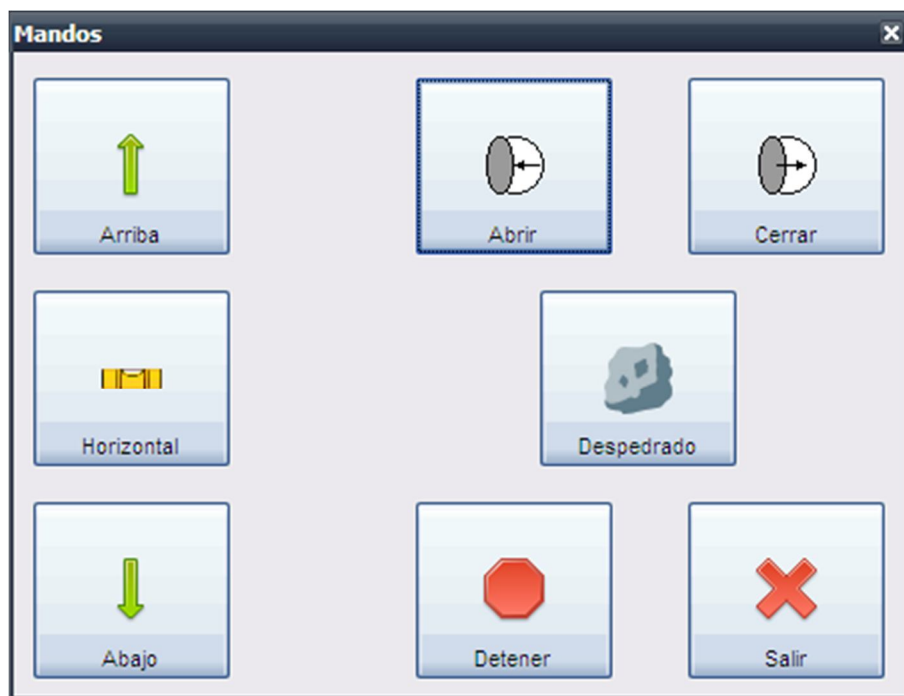 Mandos
Arriba
Abrir
Cerrar
Horizontal
Despedrado
Abajo
Detener
Salir